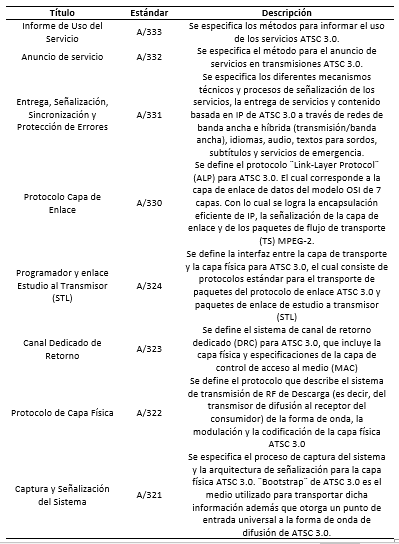 Título Estándar Descripción
Informe de Uso del Servicio A/333 Se especifica los métodos para informar el uso
de los servicios ATSC 3.0.
Anuncio de servicio A/332 Se especifica el método para el anuncio de
servicios en transmisiones ATSC 3.0.
Se especifica los diferentes mecanismos
técnicos y procesos de señalización de los
Entrega, Señalización, servicios, la entrega de servicios y contenido
Sincronización y A/331 basada en IP de ATSC 3.0 a través de redes de
Protección de Errores banda ancha e híbrida (transmisión/banda
ancha), idiomas, audio, textos para sordos,
subtítulos y servicios de emergencia.
Se define el protocolo ¨Link-Layer Protocol¨
(ALP) para ATSC 3.0. El cual corresponde a la
Protocolo Capa de capa de enlace de datos del modelo OSI de 7
Enlace A/330 capas. Con lo cual se logra la encapsulación
eficiente de IP, la señalización de la capa de
enlace y de los paquetes de flujo de transporte
(TS) MPEG-2.
Se define la interfaz entre la capa de transporte
Programador y enlace y la capa física para ATSC 3.0, el cual consiste de
Estudio al Transmisor A/324 protocolos estándar para el transporte de
(STL) paquetes del protocolo de enlace ATSC 3.0 y
paquetes de enlace de estudio a transmisor
(STL)
Se define el sistema de canal de retorno
Canal Dedicado de dedicado (DRC) para ATSC 3.0, que incluye la
Retorno A/323 capa física y especificaciones de la capa de
control de acceso al medio (MAC)
Se define el protocolo que describe el sistema
de transmisión de RF de Descarga (es decir, del
Protocolo de Capa Física A/322 transmisor de difusión al receptor del
consumidor) de la forma de onda, la
modulación y la codificación de la capa física
ATSC 3.0
Se especifica el proceso de captura del sistema
y la arquitectura de señalización para la capa
Captura y Señalización física ATSC 3.0. ¨Bootstrap¨ de ATSC 3.0 es el
del Sistema A/321 medio utilizado para transportar dicha
información además que otorga un punto de
entrada universal a la forma de onda de
difusión de ATSC 3.0.